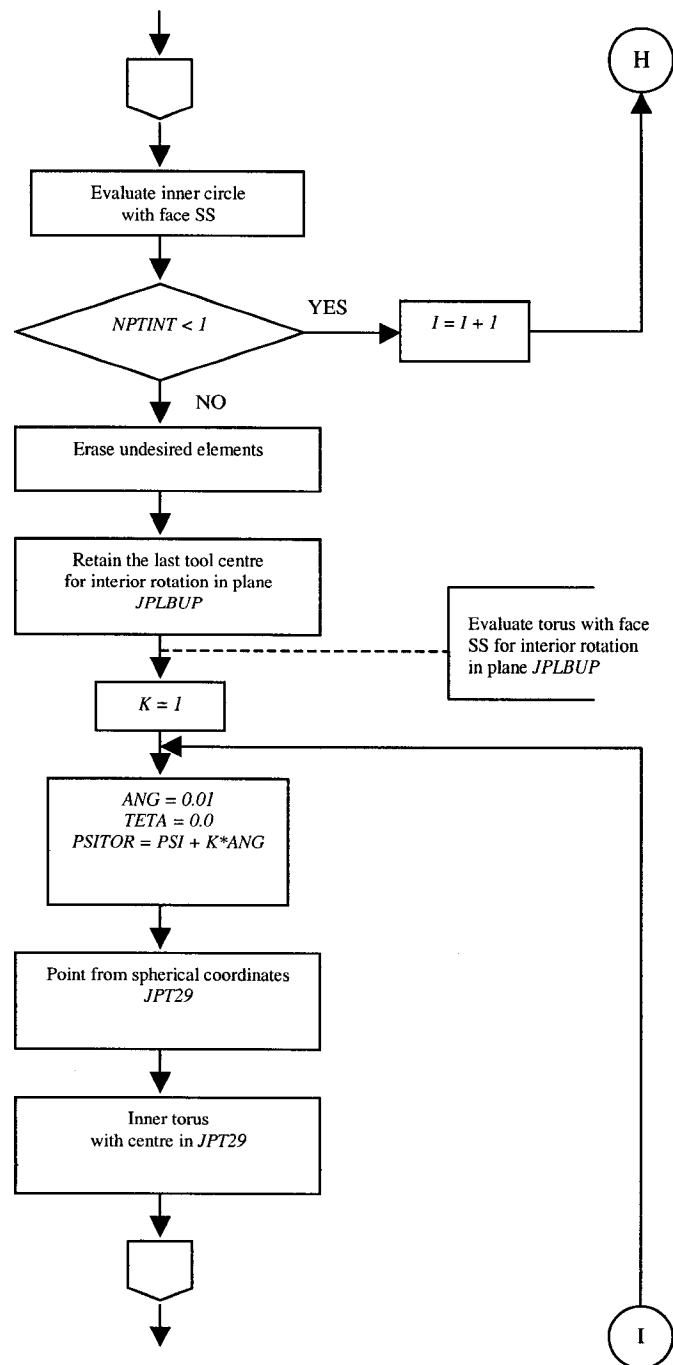 H
Evaluate inner circle
with face SS
NPTINT < 1
YES
I = I + 1
NO
Erase undesired elements
Retain the last tool centre
for interior rotation in plane
JPLBUP
Evaluate torus with face
SS for interior rotation
in plane JPLBUP
K = 1
ANG = 0.01
TETA = 0.0
PSITOR = PSI + K*ANG
Point from spherical coordinates
JPT29
Inner torus
with centre in JPT29
I